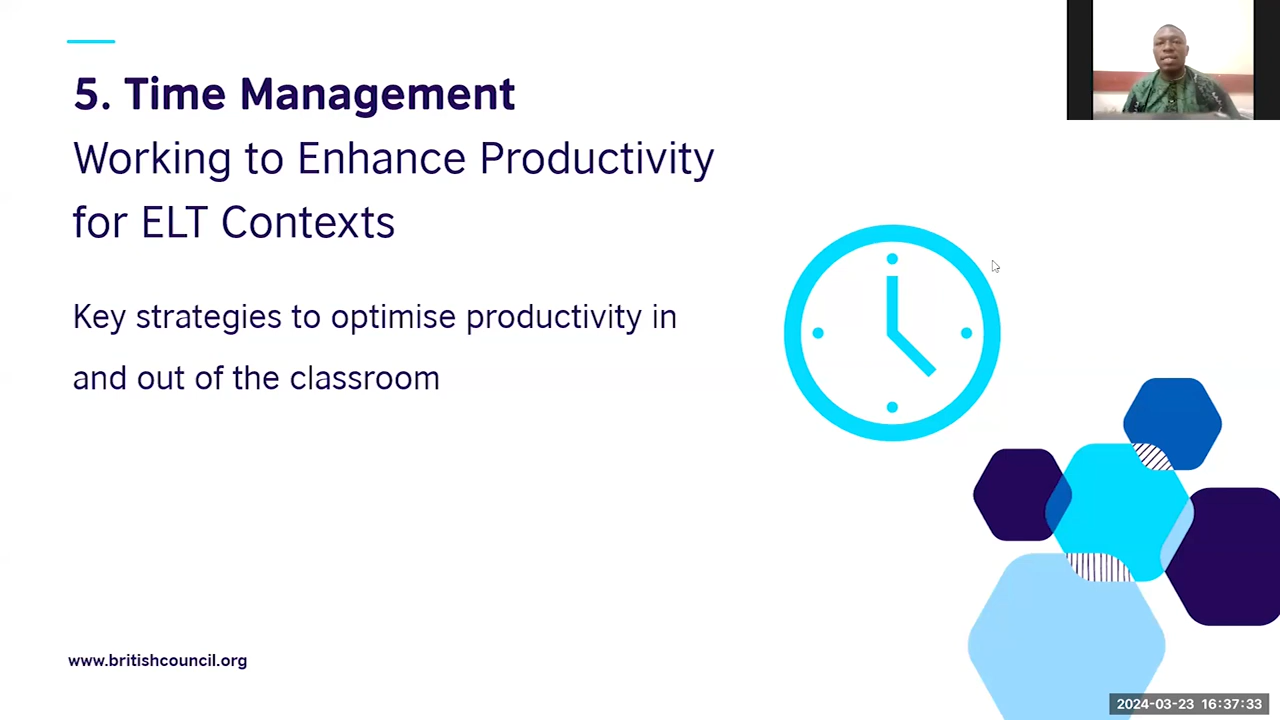 5. Time Management
Working to Enhance Productivity
for ELT Contexts
Key strategies to optimise productivity in
and out of the classroom
www.britishcouncil.org
2024-03-23 16:37:33